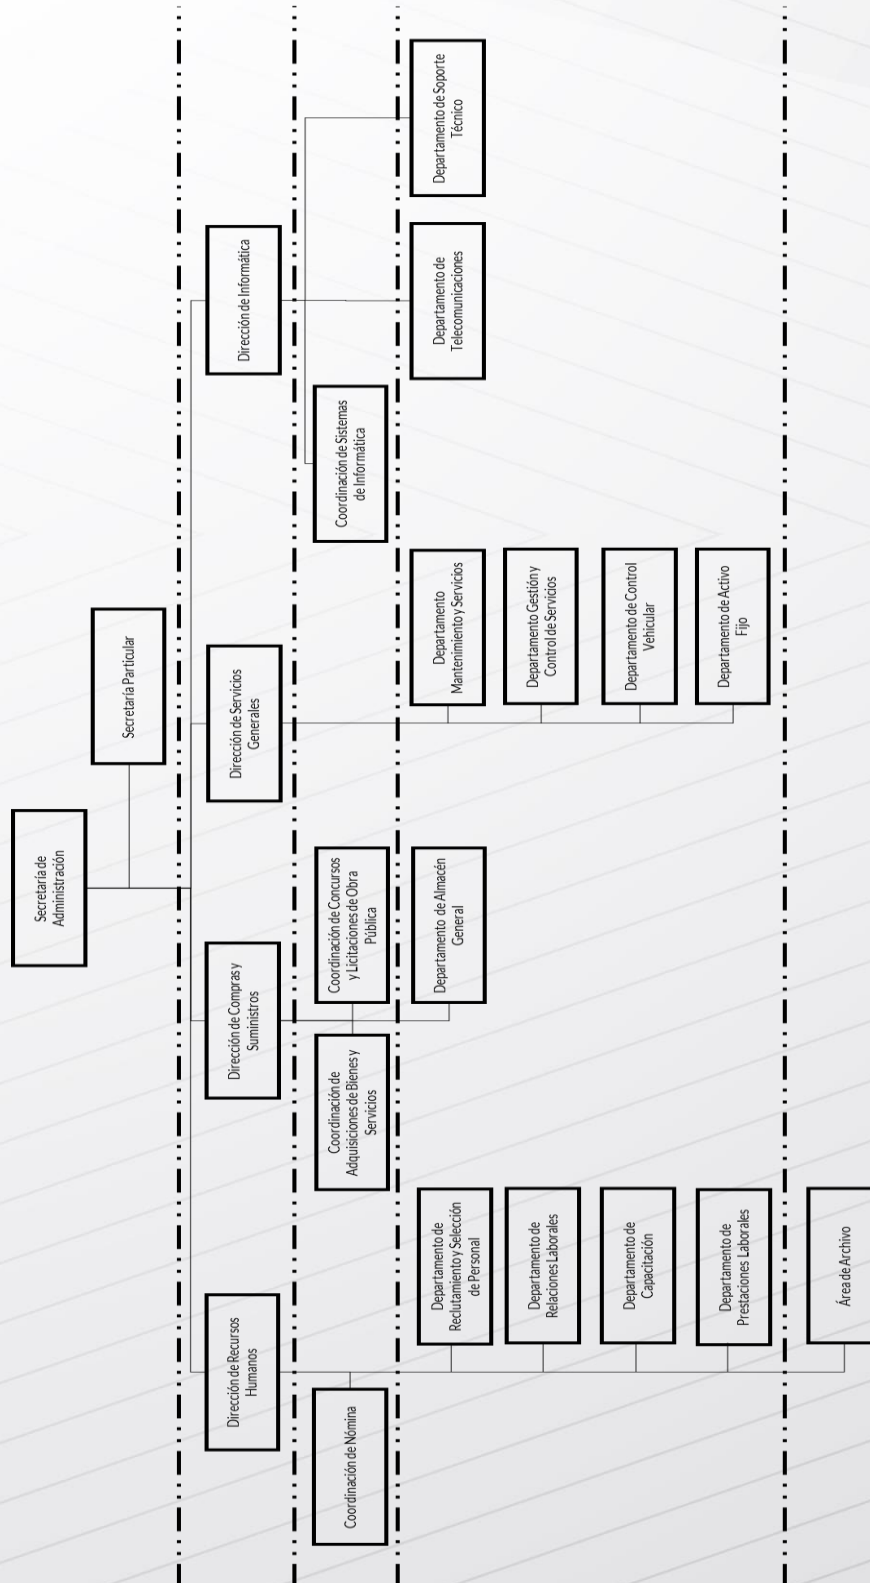 Secretaría de
Administración
Secretaría Particular
Dirección de Recursos
Humanos
Dirección de Compras y
Suministros
Dirección de Servicios
Generales
Dirección de Informática
Coordinación de Nómina
Coordinación de
Adquisiciones de Bienes y
Servicios
Coordinación de Concursos
y Licitaciones de Obra
Pública
Coordinación de Sistemas
de Informática
Departamento de
Reclutamiento y Selección
de Personal
Departamento de Almacén
General
Departamento
Mantenimiento y Servicios
Departamento de
Telecomunicaciones
Departamento de Soporte
Técnico
Departamento de
Relaciones Laborales
Departamento Gestión y
Control de Servicios
Departamento de
Capacitación
Departamento de Control
Vehicular
Departamento de
Prestaciones Laborales
Departamento de Activo
Fijo
Área de Archivo